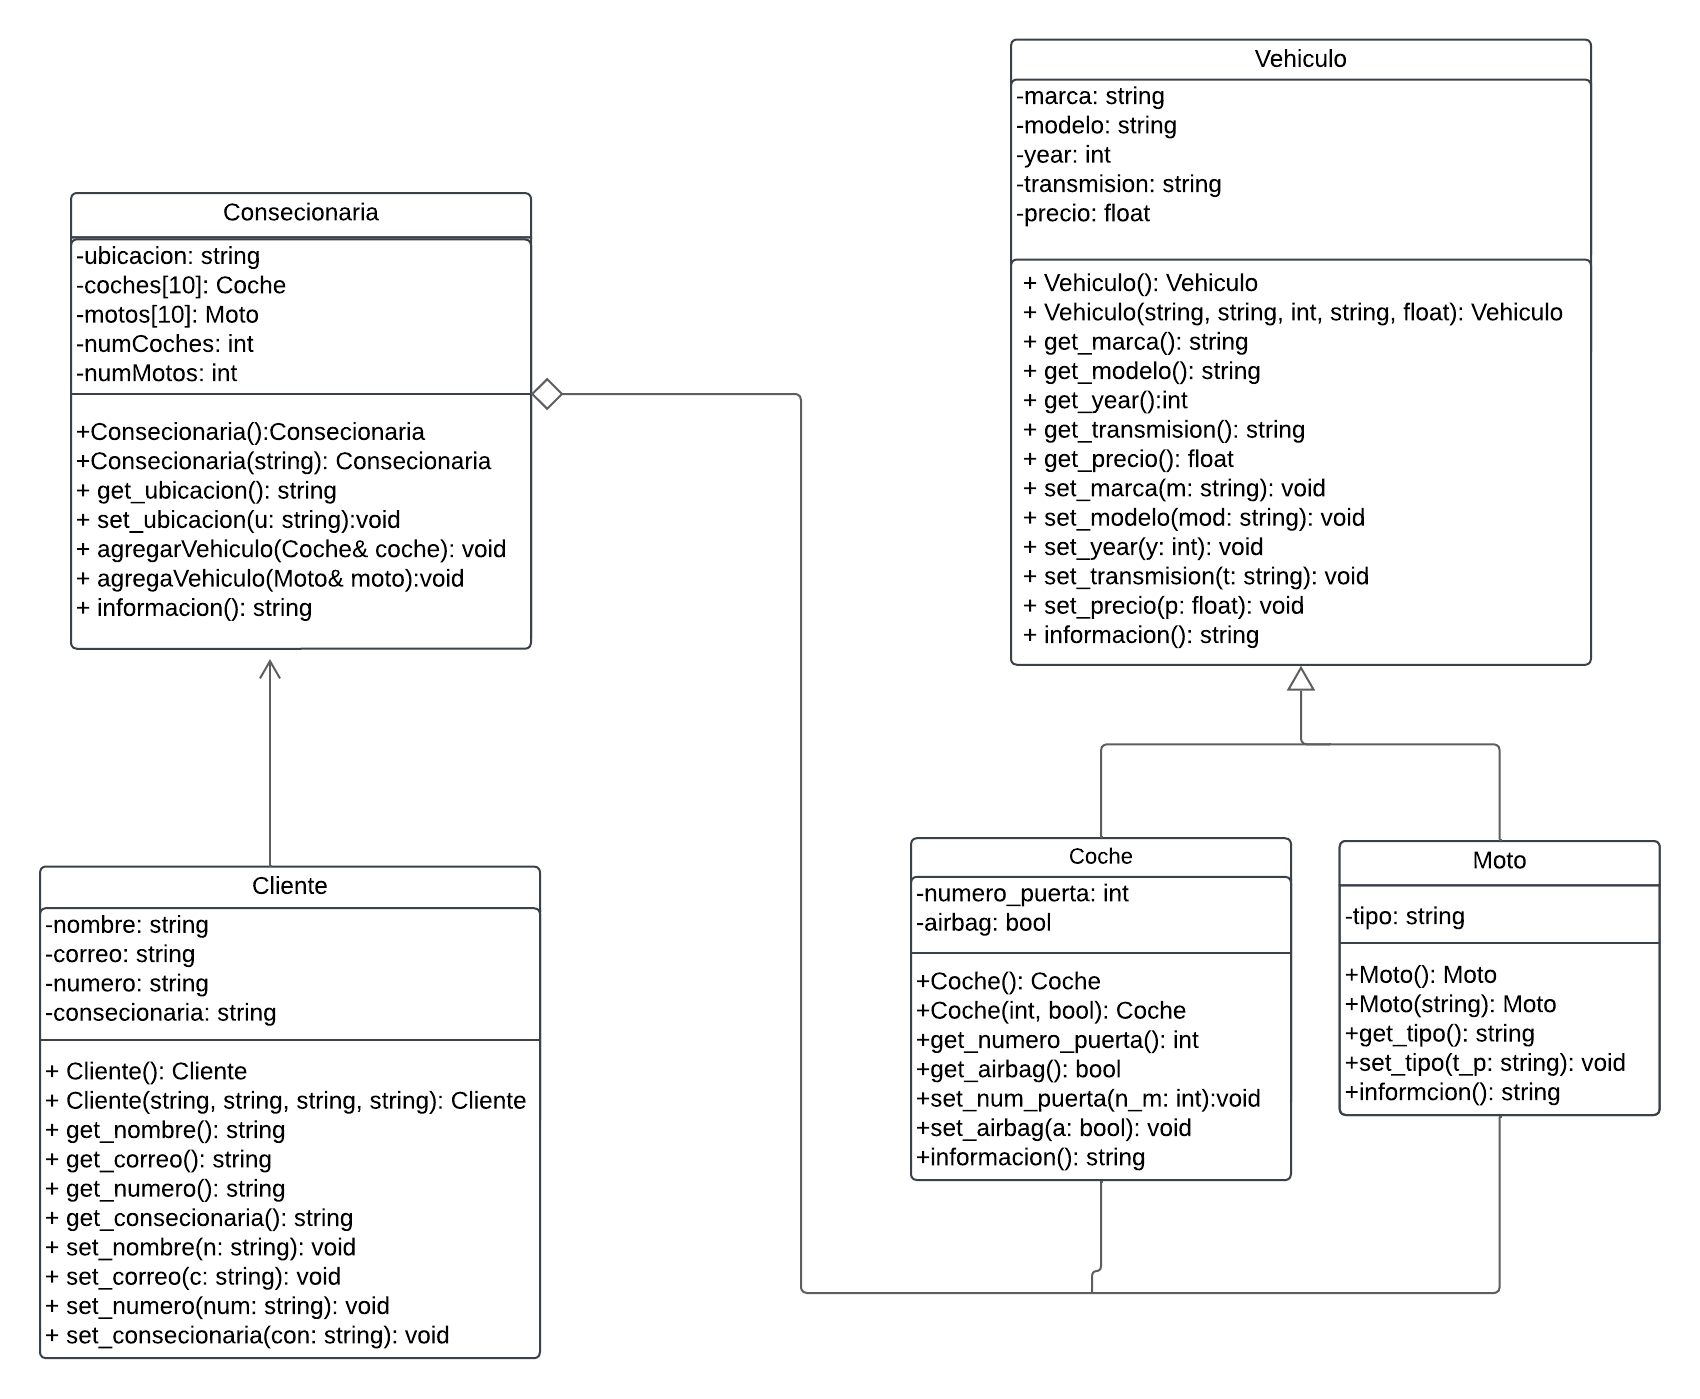 Vehiculo
-marca: string
-modelo: string
-year: int
-transmision: string
-precio: float
+ Vehiculo(): Vehiculo
+ Vehiculo(string, string, int, string, float): Vehiculo
+ get_marca(): string
+ get_modelo(): string
+ get_year():int
+ get_transmision(): string
+ get_precio(): float
+ set_marca(m: string): void
+ set_modelo(mod: string): void
+ set_year(y: int): void
+ set_transmision(t: string): void
+ set_precio(p: float): void
+ informacion(): string
Consecionaria
-ubicacion: string
-coches[10]: Coche
-motos[10]: Moto
-numCoches: int
-numMotos: int
+Consecionaria():Consecionaria
+Consecionaria(string): Consecionaria
+ get_ubicacion(): string
+ set_ubicacion(u: string):void
+ agregarVehiculo(Coche& coche): void
+ agregaVehiculo(Moto& moto):void
+ informacion(): string
Cliente
-nombre: string
-correo: string
-numero: string
-consecionaria: string
+ Cliente(): Cliente
+ Cliente(string, string, string, string): Cliente
+ get_nombre(): string
+ get_correo(): string
+ get_numero(): string
+ get_consecionaria(): string
+ set_nombre(n: string): void
+ set_correo(c: string): void
+ set_numero(num: string): void
+ set_consecionaria(con: string): void
Coche
-numero_puerta: int
-airbag: bool
+Coche(): Coche
+Coche(int, bool): Coche
+get_numero_puerta(): int
+get_airbag(): bool
+set_num_puerta(n_m: int):void
+set_airbag(a: bool): void
+informacion(): string
Moto
-tipo: string
+Moto(): Moto
+Moto(string): Moto
+get_tipo(): string
+set_tipo(t_p: string): void
+informcion(): string